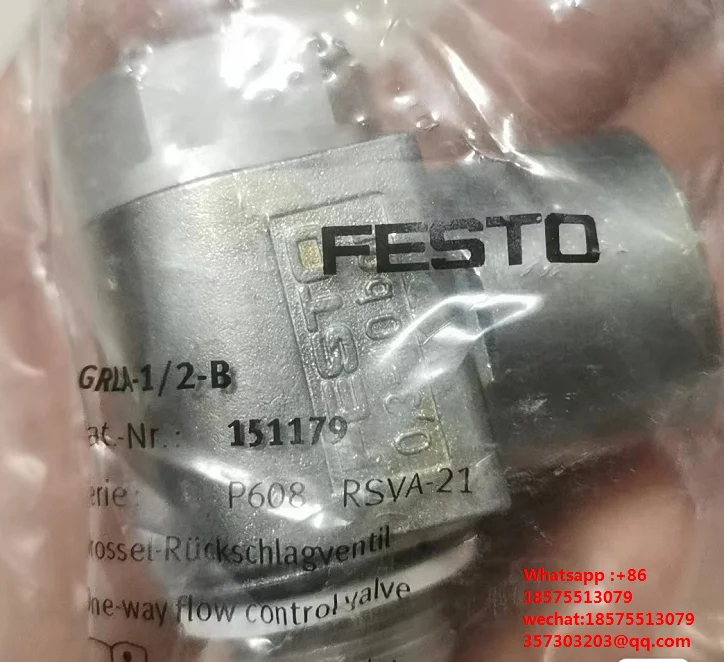 FESTO
FESTO
GRLA-1/2-B
at.-Nr.: 151179
erie: P608 RSVA-21
rossel-Rückschlagventil
ne-way flow control valve
Whatsapp :+86
18575513079
wechat:18575513079
357303203@qq.com